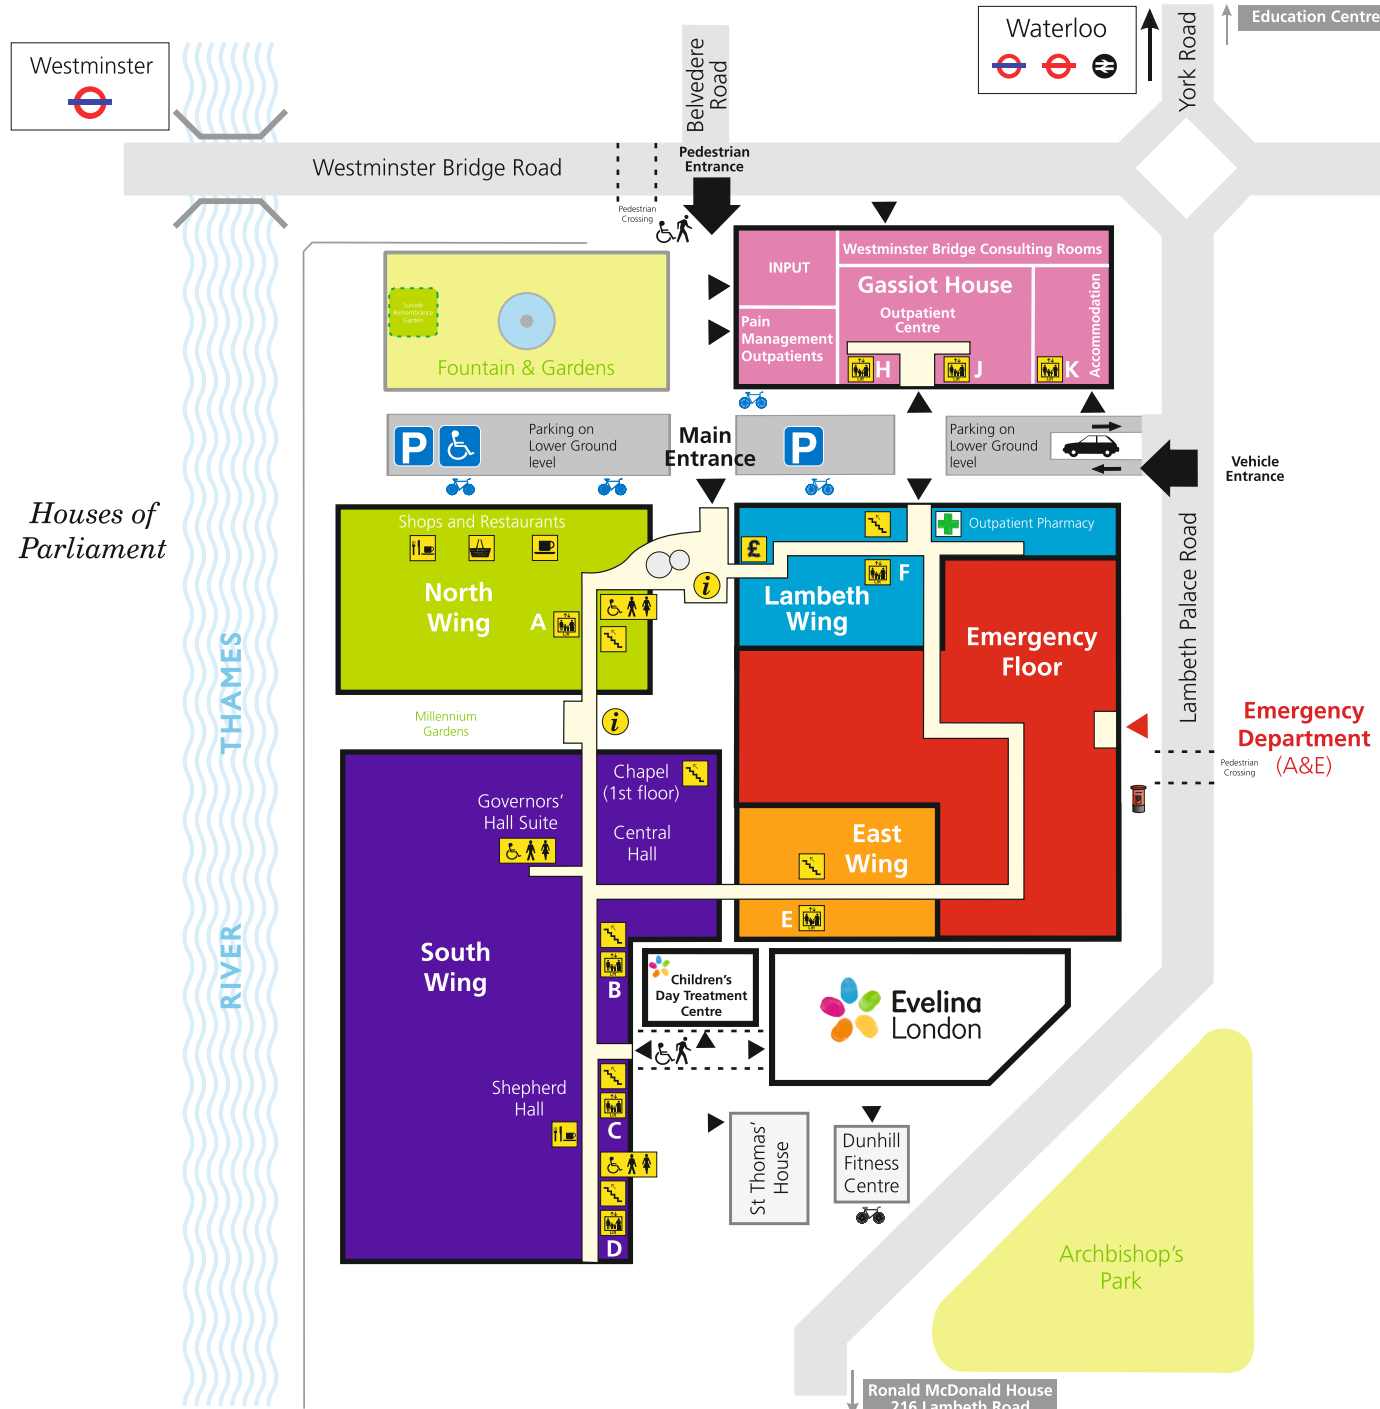 Education Centre
Waterloo
York Road
Westminster
Belvedere
Road
Westminster Bridge Road
Pedestrian
Entrance
Pedestrian
Crossing
Westminster Bridge Consulting Rooms
INPUT
Gassiot House
Outpatient
Centre
Pain
Management
Outpatients
Accommodation
H
J
K
Suicide
Remembrance
Garden
Fountain & Gardens
P
Parking on
Lower Ground
level
Main
Entrance
P
Parking on
Lower Ground
level
Vehicle
Entrance
Houses of
Parliament
Shops and Restaurants
North
Wing
A
i
£
F
Outpatient Pharmacy
Lambeth
Wing
Emergency
Floor
Lambeth Palace Road
RIVER THAMES
Millennium
Gardens
i
Emergency
Department
(A&E)
Pedestrian
Crossing
Chapel
(1st floor)
Governors'
Hall Suite
Central
Hall
East
Wing
E
South
Wing
B
Children's
Day Treatment
Centre
Evelina
London
Shepherd
Hall
C
D
St Thomas'
House
Dunhill
Fitness
Centre
Archbishop's
Park
Ronald McDonald House
216 Lambeth Road